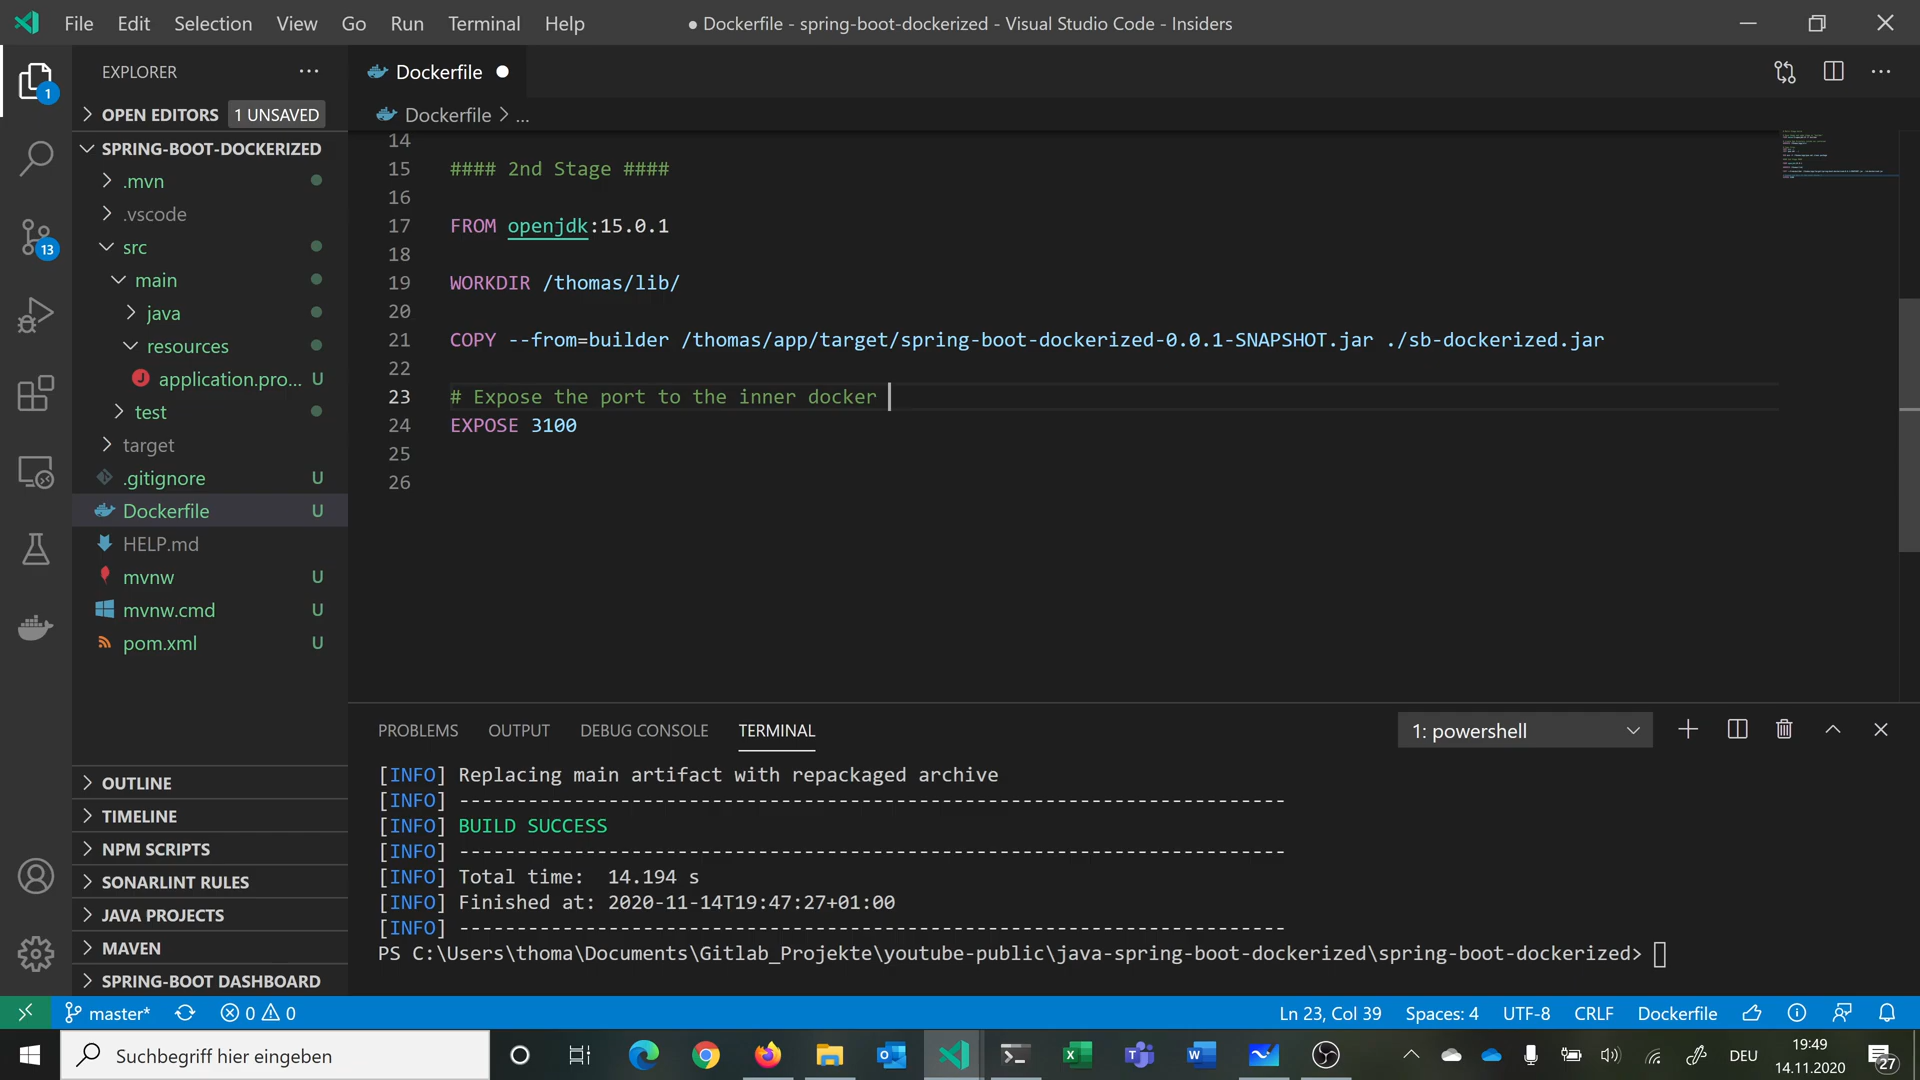 File Edit Selection View Go Run Terminal Help
● Dockerfile - spring-boot-dockerized - Visual Studio Code - Insiders
EXPLORER
OPEN EDITORS 1 UNSAVED
SPRING-BOOT-DOCKERIZED
.mvn
.vscode
src
main
java
resources
application.pro... U
test
target
.gitignore U
Dockerfile U
HELP.md
mvnw U
mvnw.cmd U
pom.xml U
OUTLINE
TIMELINE
NPM SCRIPTS
SONARLINT RULES
JAVA PROJECTS
MAVEN
SPRING-BOOT DASHBOARD
1
13
Dockerfile
Dockerfile > ...
14
15 #### 2nd Stage ####
16
17 FROM openjdk:15.0.1
18
19 WORKDIR /thomas/lib/
20
21 COPY --from=builder /thomas/app/target/spring-boot-dockerized-0.0.1-SNAPSHOT.jar ./sb-dockerized.jar
22
23 # Expose the port to the inner docker
24 EXPOSE 3100
25
26
PROBLEMS OUTPUT DEBUG CONSOLE TERMINAL
1: powershell
[INFO] Replacing main artifact with repackaged archive
[INFO] ------------------------------------------------------------------------
[INFO] BUILD SUCCESS
[INFO] ------------------------------------------------------------------------
[INFO] Total time:  14.194 s
[INFO] Finished at: 2020-11-14T19:47:27+01:00
[INFO] ------------------------------------------------------------------------
PS C:\Users\thoma\Documents\Gitlab_Projekte\youtube-public\java-spring-boot-dockerized\spring-boot-dockerized>
master* 0 0
Ln 23, Col 39 Spaces: 4 UTF-8 CRLF Dockerfile
Suchbegriff hier eingeben
DEU
19:49
14.11.2020
27